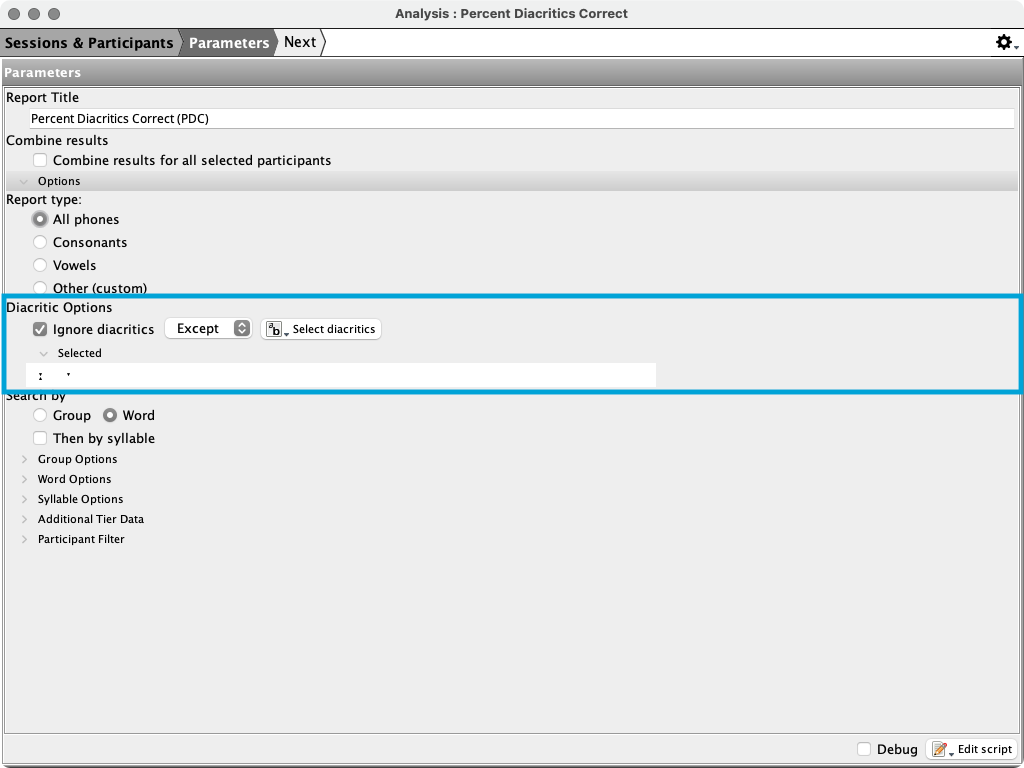 Analysis : Percent Diacritics Correct
Sessions & Participants Parameters Next
Parameters
Report Title
Percent Diacritics Correct (PDC)
Combine results
Combine results for all selected participants
Options
Report type:
All phones
Consonants
Vowels
Other (custom)
Diacritic Options
Ignore diacritics Except Select diacritics
Selected
ː ˑ
Search by
Group Word
Then by syllable
Group Options
Word Options
Syllable Options
Additional Tier Data
Participant Filter
Debug Edit script